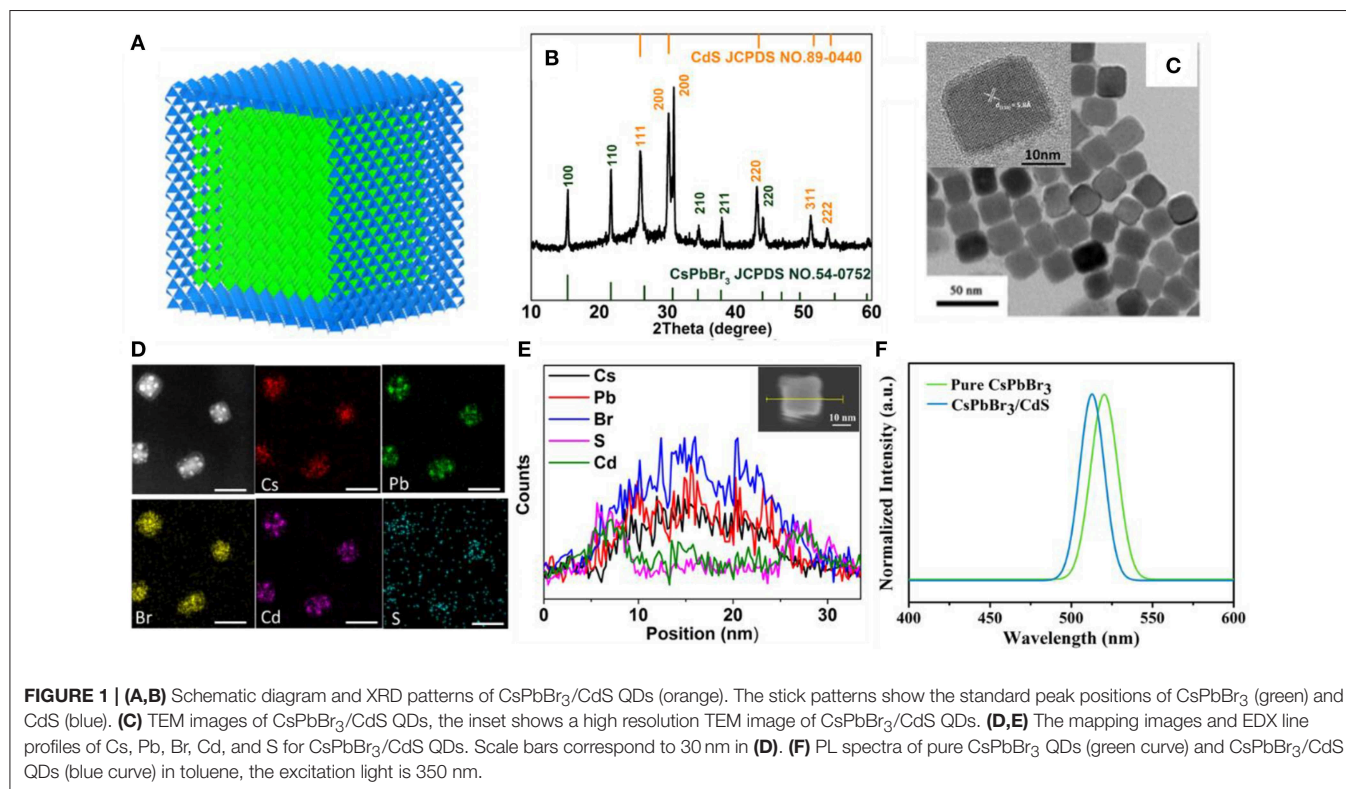 A
B
CdS JCPDS NO.89-0440
100
110
111
200
200
210
211
220
220
311
222
CsPbBr₃ JCPDS NO.54-0752
10 20 30 40 50 60
2Theta (degree)
C
10nm
50 nm
D
Cs
Pb
Br
Cd
S
E
Cs
Pb
Br
S
Cd
10 nm
Counts
0 10 20 30
Position (nm)
F
Pure CsPbBr₃
CsPbBr₃/CdS
Normalized Intensity (a.u.)
400 450 500 550 600
Wavelength (nm)
FIGURE 1 | (A,B) Schematic diagram and XRD patterns of CsPbBr₃/CdS QDs (orange). The stick patterns show the standard peak positions of CsPbBr₃ (green) and
CdS (blue). (C) TEM images of CsPbBr₃/CdS QDs, the inset shows a high resolution TEM image of CsPbBr₃/CdS QDs. (D,E) The mapping images and EDX line
profiles of Cs, Pb, Br, Cd, and S for CsPbBr₃/CdS QDs. Scale bars correspond to 30 nm in (D). (F) PL spectra of pure CsPbBr₃ QDs (green curve) and CsPbBr₃/CdS
QDs (blue curve) in toluene, the excitation light is 350 nm.